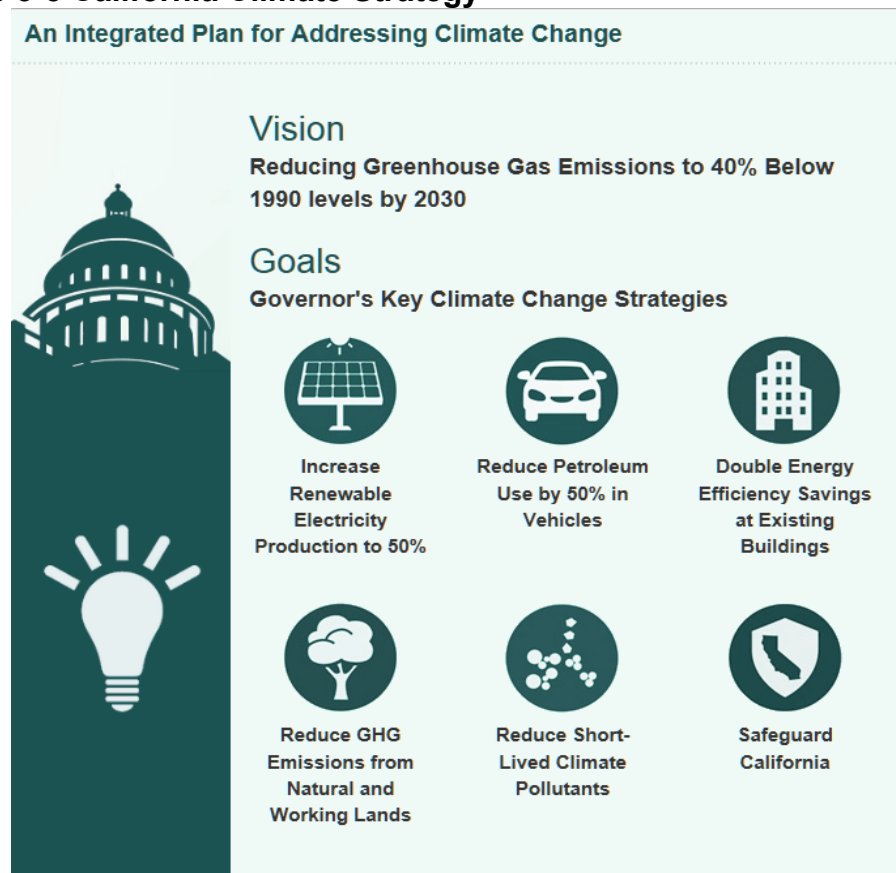 California Climate Strategy
An Integrated Plan for Addressing Climate Change
Vision
Reducing Greenhouse Gas Emissions to 40% Below
1990 levels by 2030
Goals
Governor's Key Climate Change Strategies
Increase
Renewable
Electricity
Production to 50%
Reduce Petroleum
Use by 50% in
Vehicles
Double Energy
Efficiency Savings
at Existing
Buildings
Reduce GHG
Emissions from
Natural and
Working Lands
Reduce Short-
Lived Climate
Pollutants
Safeguard
California